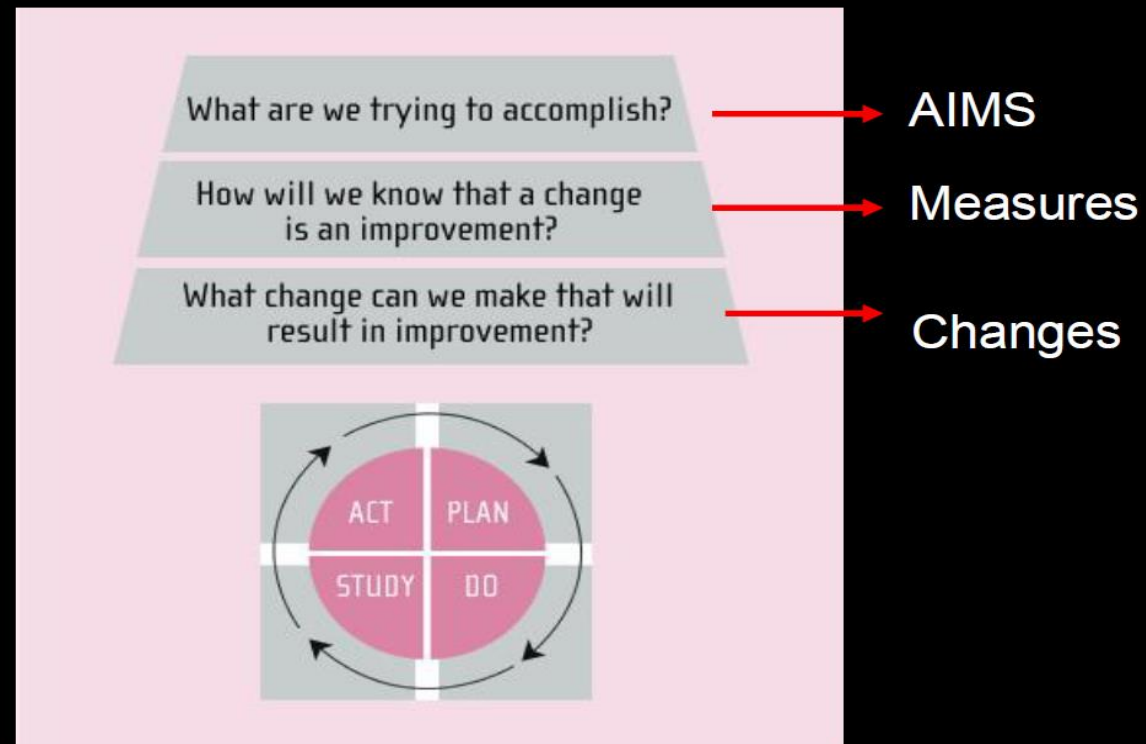 What are we trying to accomplish?
AIMS
How will we know that a change
is an improvement?
Measures
What change can we make that will
result in improvement?
Changes
ACT
PLAN
STUDY
DO